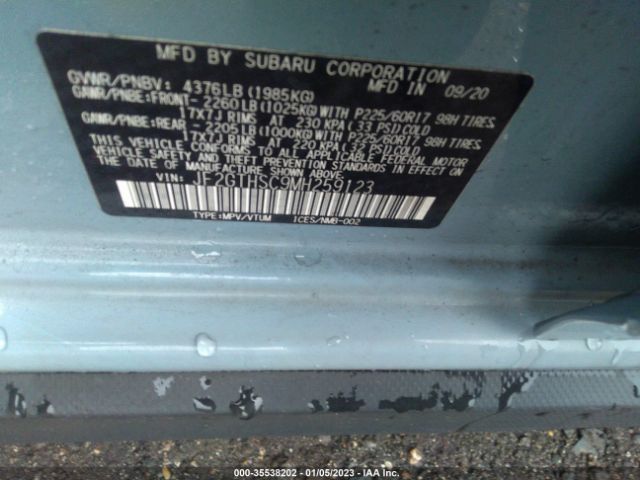 MFD BY SUBARU CORPORATION
GVWR/PNBV: 4376LB (1985KG) MFD IN 09/20
GAWR/PNBE:FRONT- 2260LB (1025KG) WITH P225/60R17 98H TIRES,
17X7J RIMS AT 230 KPA (33 PSI) COLD
GAWR/PNBE:REAR- 2205LB (1000KG) WITH P225/60R17 98H TIRES,
17X7J RIMS AT 220 KPA (33 PSI) COLD
THIS VEHICLE CONFORMS TO ALL APPLICABLE FEDERAL MOTOR
VEHICLE SAFETY AND THEFT PREVENTION STANDARDS IN EFFECT ON
THE DATE OF MANUFACTURE SHOWN ABOVE.
VIN: JF2GTHSC9MH259123
TYPE:MPV/VTUM ICES/NMB-002
000-35538202 - 01/05/2023 - IAA Inc.